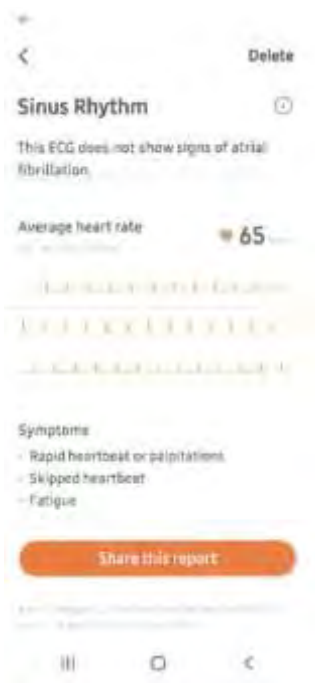 Delete
Sinus Rhythm
This ECG does not show signs of atrial
fibrillation.
Average heart rate
65
Symptoms
- Rapid heartbeat or palpitations
- Skipped heartbeat
- Fatigue
Share this report